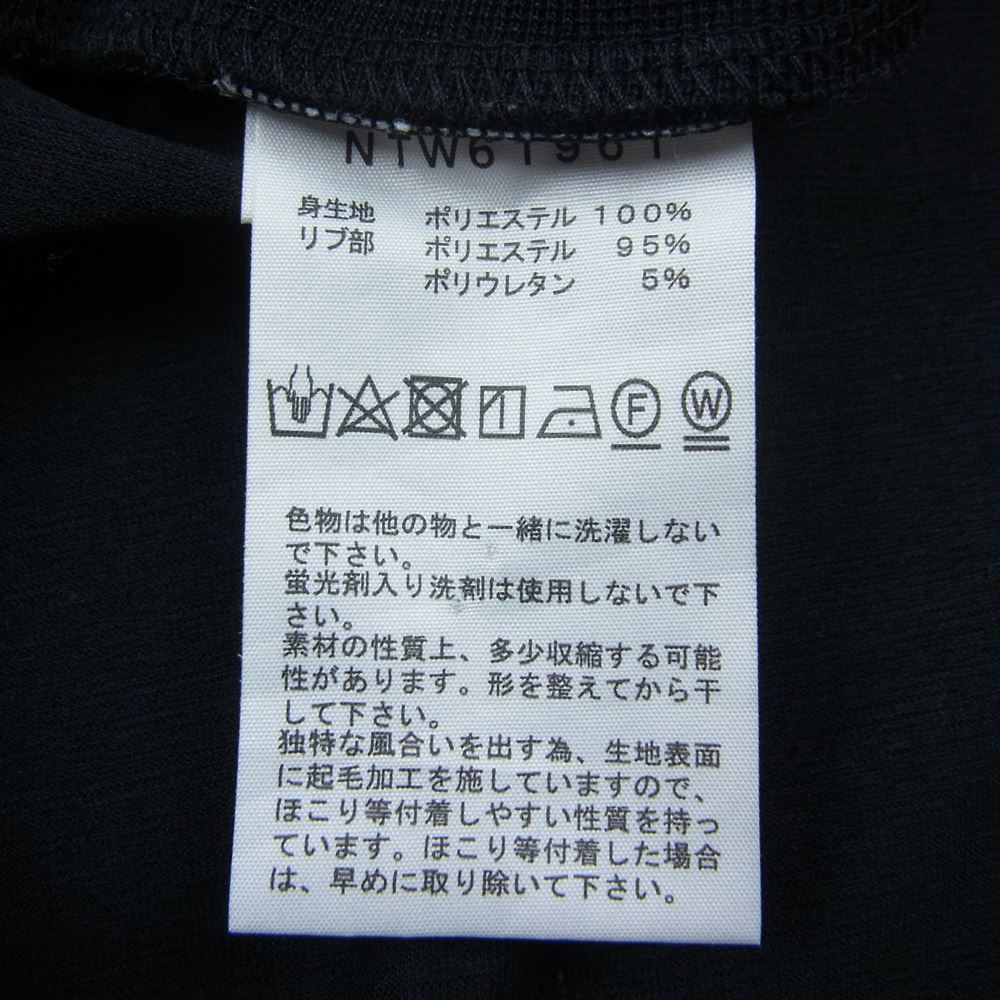 NTW61961
身生地 ポリエステル 100%
リブ部 ポリエステル 95%
ポリウレタン 5%
F W
色物は他の物と一緒に洗濯しない
で下さい。
蛍光剤入り洗剤は使用しないで下
さい。
素材の性質上、多少収縮する可能
性があります。形を整えてから干
して下さい。
独特な風合いを出す為、生地表面
に起毛加工を施していますので、
ほこり等付着しやすい性質を持っ
ています。ほこり等付着した場合
は、早めに取り除いて下さい。